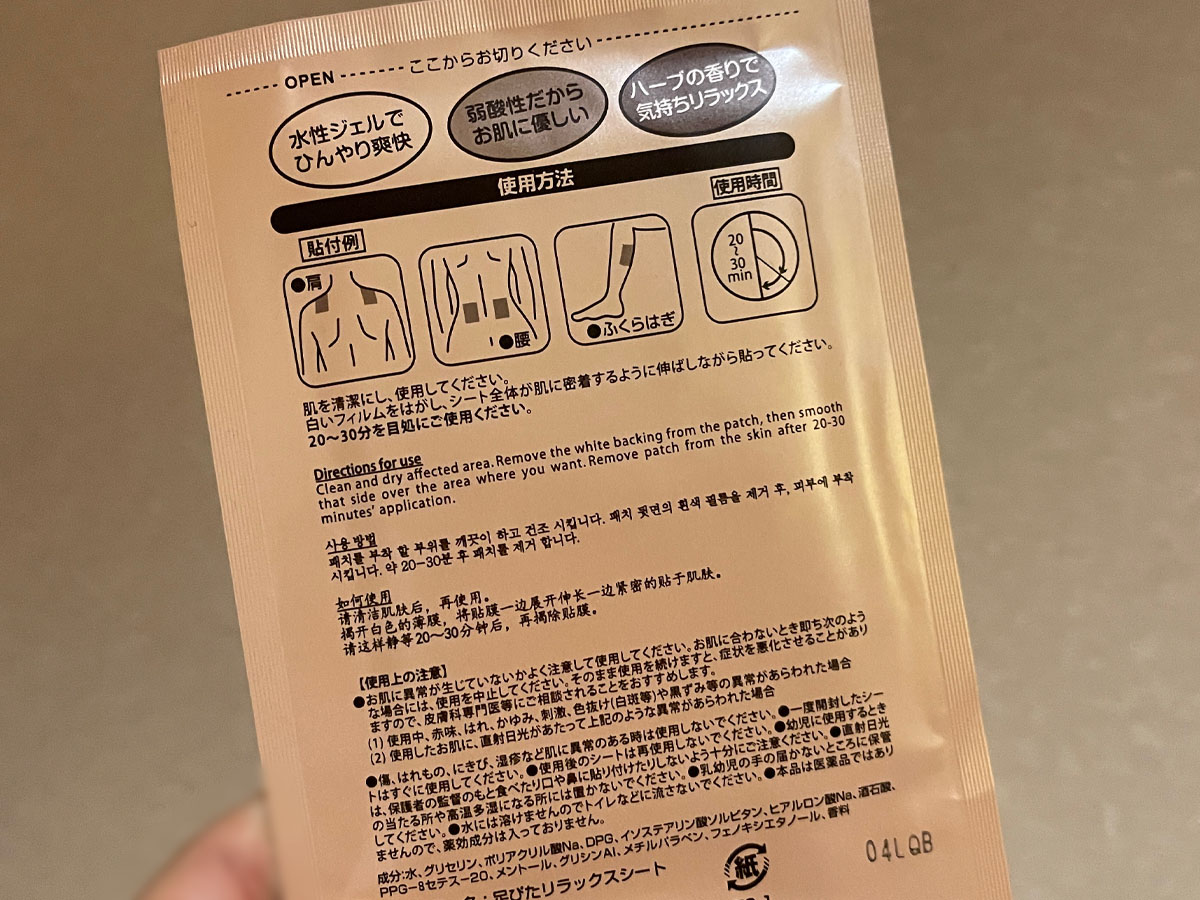 OPEN ここからお切りください
水性ジェルで
ひんやり爽快
弱酸性だから
お肌に優しい
ハーブの香りで
気持ちリラックス
使用方法
貼付例
使用時間
●肩
●腰
●ふくらはぎ
20
~
30
min
肌を清潔にし、使用してください。
白いフィルムをはがし、シート全体が肌に密着するように伸ばしながら貼ってください。
20~30分を目処にご使用ください。
Directions for use
Clean and dry affected area. Remove the white backing from the patch, then smooth
that side over the area where you want. Remove patch from the skin after 20-30
minutes' application.
사용 방법
패치를 부착 할 부위를 깨끗이 하고 건조 시킵니다. 패치 뒷면의 흰색 필름을 제거 후, 피부에 부착
시킵니다. 약 20-30분 후 패치를 제거 합니다.
如何使用
请清洁肌肤后，再使用。
揭开白色的薄膜，将贴膜一边展开伸长一边紧密的贴于肌肤。
请这样静等20~30分钟后，再揭除贴膜。
【使用上の注意】
●お肌に異常が生じていないかよく注意して使用してください。お肌に合わないとき即ち次のよう
な場合には、使用を中止してください。そのまま使用を続けますと、症状を悪化させることがあり
ますので、皮膚科専門医等にご相談されることをおすすめします。
(1) 使用中、赤味、はれ、かゆみ、刺激、色抜け(白斑等)や黒ずみ等の異常があらわれた場合
(2) 使用したお肌に、直射日光があたって上記のような異常があらわれた場合
●傷、はれもの、にきび、湿疹など肌に異常のある時は使用しないでください。●一度開封したシー
トはすぐに使用してください。●使用後のシートは再使用しないでください。●幼児に使用するとき
は、保護者の監督のもと食べたり口や鼻に貼り付けたりしないよう十分にご注意ください。●直射日光
の当たる所や高温多湿になる所には置かないでください。●乳幼児の手の届かないところに保管
してください。●水には溶けませんのでトイレなどに流さないでください。●本品は医薬品ではあり
ませんので、薬効成分は入っておりません。
成分:水、グリセリン、ポリアクリル酸Na、DPG、イソステアリン酸ソルビタン、ヒアルロン酸Na、酒石酸、
PPG-8セテス-20、メントール、グリシンAl、メチルパラベン、フェノキシエタノール、香料
名:足ぴたリラックスシート
紙
04LQB